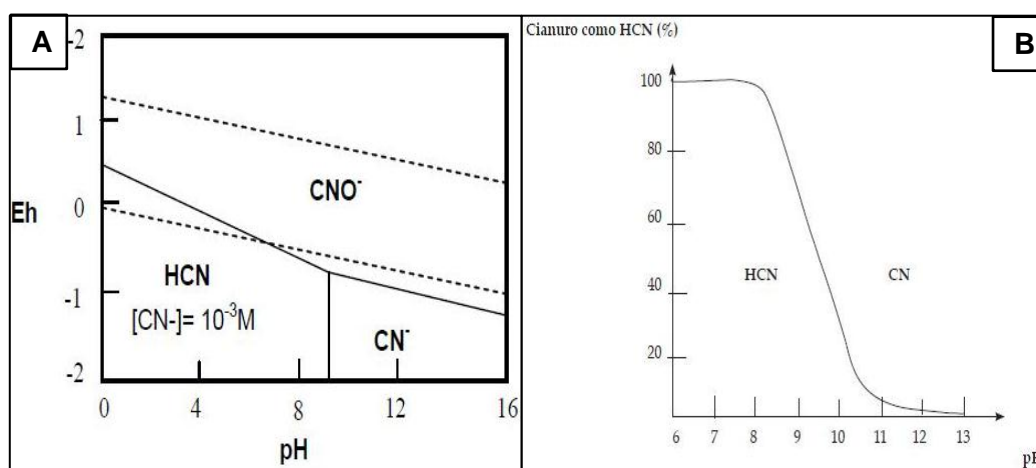 A
-2
1
0
Eh
-1
-2
CNO⁻
HCN
[CN-]= 10⁻³M
CN⁻
0 4 8 12 16
pH
Cianuro como HCN (%)
B
100
80
60
40
20
HCN CN
6 7 8 9 10 11 12 13
pH